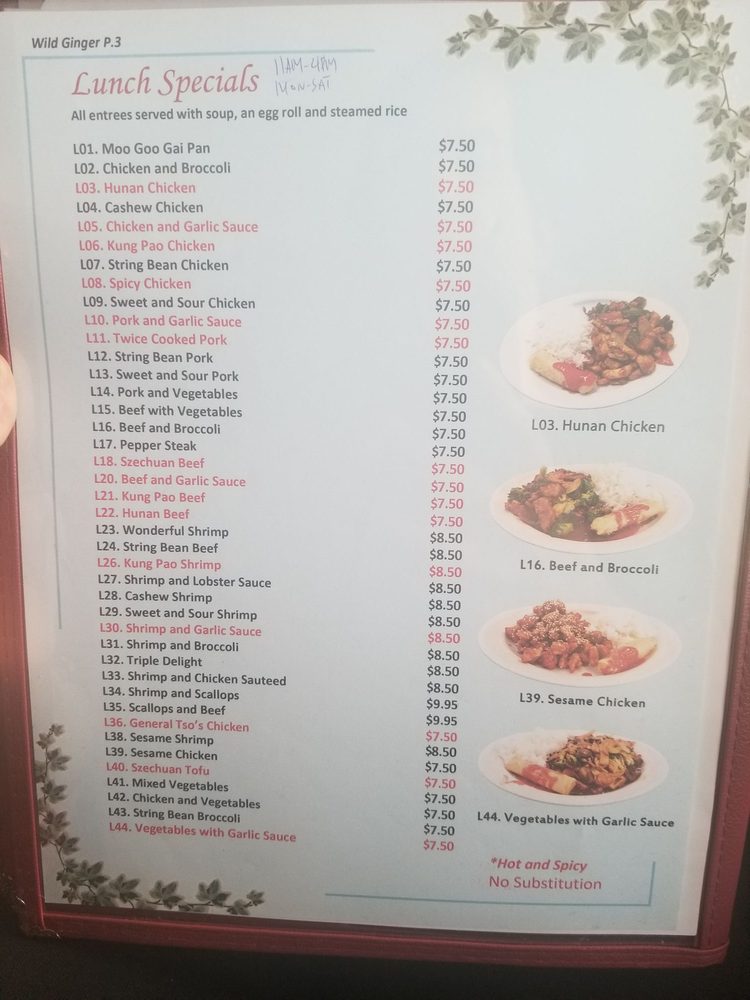 Wild Ginger P.3
Lunch Specials 11AM-4PM
MON-SAT
All entrees served with soup, an egg roll and steamed rice
L01. Moo Goo Gai Pan $7.50
L02. Chicken and Broccoli $7.50
L03. Hunan Chicken $7.50
L04. Cashew Chicken $7.50
L05. Chicken and Garlic Sauce $7.50
L06. Kung Pao Chicken $7.50
L07. String Bean Chicken $7.50
L08. Spicy Chicken $7.50
L09. Sweet and Sour Chicken $7.50
L10. Pork and Garlic Sauce $7.50
L11. Twice Cooked Pork $7.50
L12. String Bean Pork $7.50
L13. Sweet and Sour Pork $7.50
L14. Pork and Vegetables $7.50
L15. Beef with Vegetables $7.50
L16. Beef and Broccoli $7.50
L17. Pepper Steak $7.50
L18. Szechuan Beef $7.50
L20. Beef and Garlic Sauce $7.50
L21. Kung Pao Beef $7.50
L22. Hunan Beef $7.50
L23. Wonderful Shrimp $8.50
L24. String Bean Beef $8.50
L26. Kung Pao Shrimp $8.50
L27. Shrimp and Lobster Sauce $8.50
L28. Cashew Shrimp $8.50
L29. Sweet and Sour Shrimp $8.50
L30. Shrimp and Garlic Sauce $8.50
L31. Shrimp and Broccoli $8.50
L32. Triple Delight $8.50
L33. Shrimp and Chicken Sauteed $8.50
L34. Shrimp and Scallops $9.95
L35. Scallops and Beef $9.95
L36. General Tso's Chicken $7.50
L38. Sesame Shrimp $8.50
L39. Sesame Chicken $7.50
L40. Szechuan Tofu $7.50
L41. Mixed Vegetables $7.50
L42. Chicken and Vegetables $7.50
L43. String Bean Broccoli $7.50
L44. Vegetables with Garlic Sauce $7.50
L03. Hunan Chicken
L16. Beef and Broccoli
L39. Sesame Chicken
L44. Vegetables with Garlic Sauce
*Hot and Spicy
No Substitution